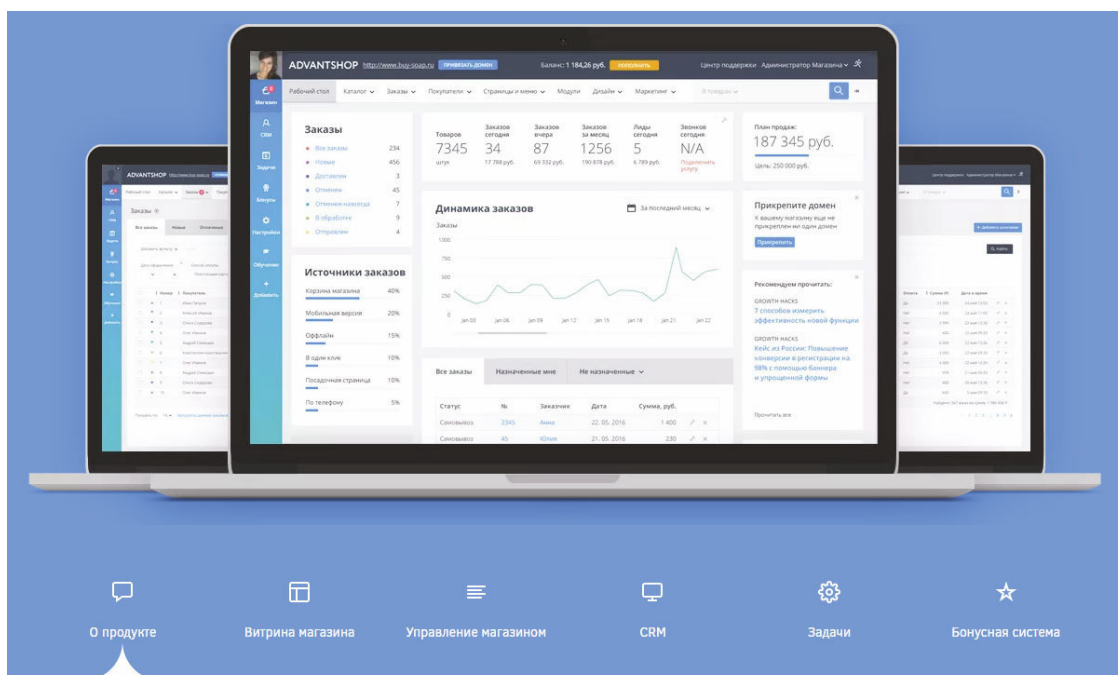 ADVANTSHOP http://www.buy-soap.ru ПРИВЯЗАТЬ ДОМЕН Баланс: 1 184,26 руб. ПОПОЛНИТЬ Центр поддержки Администратор Магазина
Магазин
CRM
Задачи
Бонусы
Настройки
Обучение
Добавить
Рабочий стол Каталог Заказы Покупатели Страницы и меню Модули Дизайн Маркетинг В товарах
Заказы
Все заказы 234
Новые 456
Доставлен 3
Отменен 45
Отменен навсегда 7
В обработке 9
Отправлен 4
Источники заказов
Корзина магазина 40%
Мобильная версия 20%
Оффлайн 15%
В один клик 10%
Посадочная страница 10%
По телефону 5%
Товаров
7345
штук
Заказов сегодня
34
17 788 руб.
Заказов вчера
87
69 332 руб.
Заказов за месяц
1256
190 878 руб.
Лиды сегодня
5
6 789 руб.
Звонков сегодня
N/A
Подключить услугу
Динамика заказов За последний месяц
Заказы
1000
750
500
250
0
Jan 03 Jan 06 Jan 09 Jan 12 Jan 15 Jan 18 Jan 21 Jan 22
Все заказы Назначенные мне Не назначенные
Статус № Заказчик Дата Сумма, руб.
Самовывоз 2345 Анна 22. 05. 2016 1 400
Самовывоз 45 Юлия 21. 05. 2016 230
План продаж:
187 345 руб.
Цель: 250 000 руб.
Прикрепите домен
К вашему магазину еще не
прикреплен ни один домен
Прикрепить
Рекомендуем прочитать:
GROWTH HACKS
7 способов измерить
эффективность новой функции
GROWTH HACKS
Кейс из России: Повышение
конверсии в регистрации на
98% с помощью баннера
и упрощенной формы
Прочитать все
ADVANTSHOP
Заказы
Все заказы Новые Оплаченные
Номер Покупатель
О продукте
Витрина магазина
Управление магазином
CRM
Задачи
Бонусная система